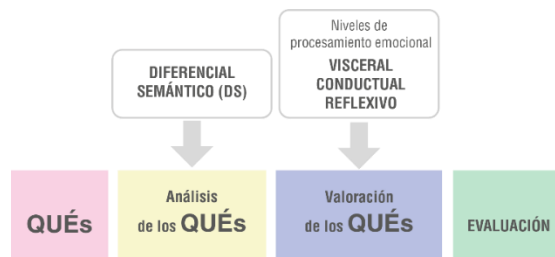 DIFERENCIAL
SEMÁNTICO (DS)
Niveles de
procesamiento emocional
VISCERAL
CONDUCTUAL
REFLEXIVO
QUÉs
Análisis
de los QUÉs
Valoración
de los QUÉs
EVALUACIÓN